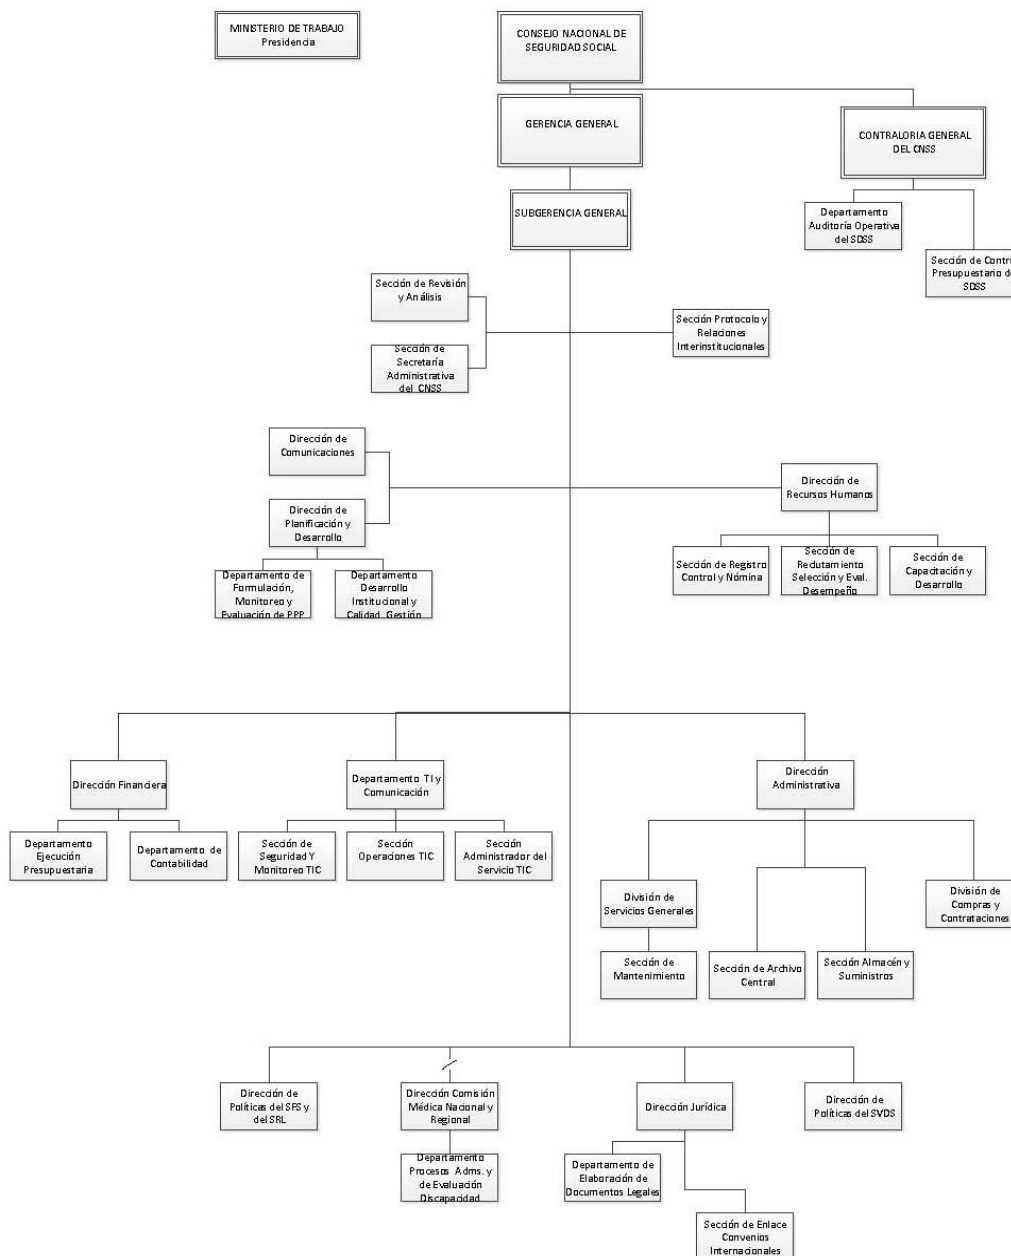 MINISTERIO DE TRABAJO
Presidencia
CONSEJO NACIONAL DE
SEGURIDAD SOCIAL
GERENCIA GENERAL
CONTRALORIA GENERAL
DEL CNSS
SUBGERENCIA GENERAL
Departamento
Auditoría Operativa
del SDSS
Sección de Contro
Presupuestario de
SDSS
Sección de Revisión
y Análisis
Sección Protocolo y
Relaciones
Interinstitucionales
Sección de
Secretaría
Administrativa
del CNSS
Dirección de
Comunicaciones
Dirección de
Recursos Humanos
Dirección de
Planificación y
Desarrollo
Sección de Registro
Control y Nómina
Sección de
Reclutamiento
Selección y Eval.
Desempeño
Sección de
Capacitación y
Desarrollo
Departamento de
Formulación,
Monitoreo y
Evaluación de PPP
Departamento
Desarrollo
Institucional y
Calidad Gestión
Dirección Financiera
Departamento TI y
Comunicación
Dirección
Administrativa
Departamento
Ejecución
Presupuestaria
Departamento de
Contabilidad
Sección de
Seguridad Y
Monitoreo TIC
Sección
Operaciones TIC
Sección
Administrador del
Servicio TIC
División de
Servicios Generales
División de
Compras y
Contrataciones
Sección de
Mantenimiento
Sección de Archivo
Central
Sección Almacén y
Suministros
Dirección de
Políticas del SFS y
del SRL
Dirección Comisión
Médica Nacional y
Regional
Dirección Jurídica
Dirección de
Políticas del SVDS
Departamento
Procesos Adms. y
de Evaluación
Discapacidad
Departamento de
Elaboración de
Documentos Legales
Sección de Enlace
Convenios
Internacionales